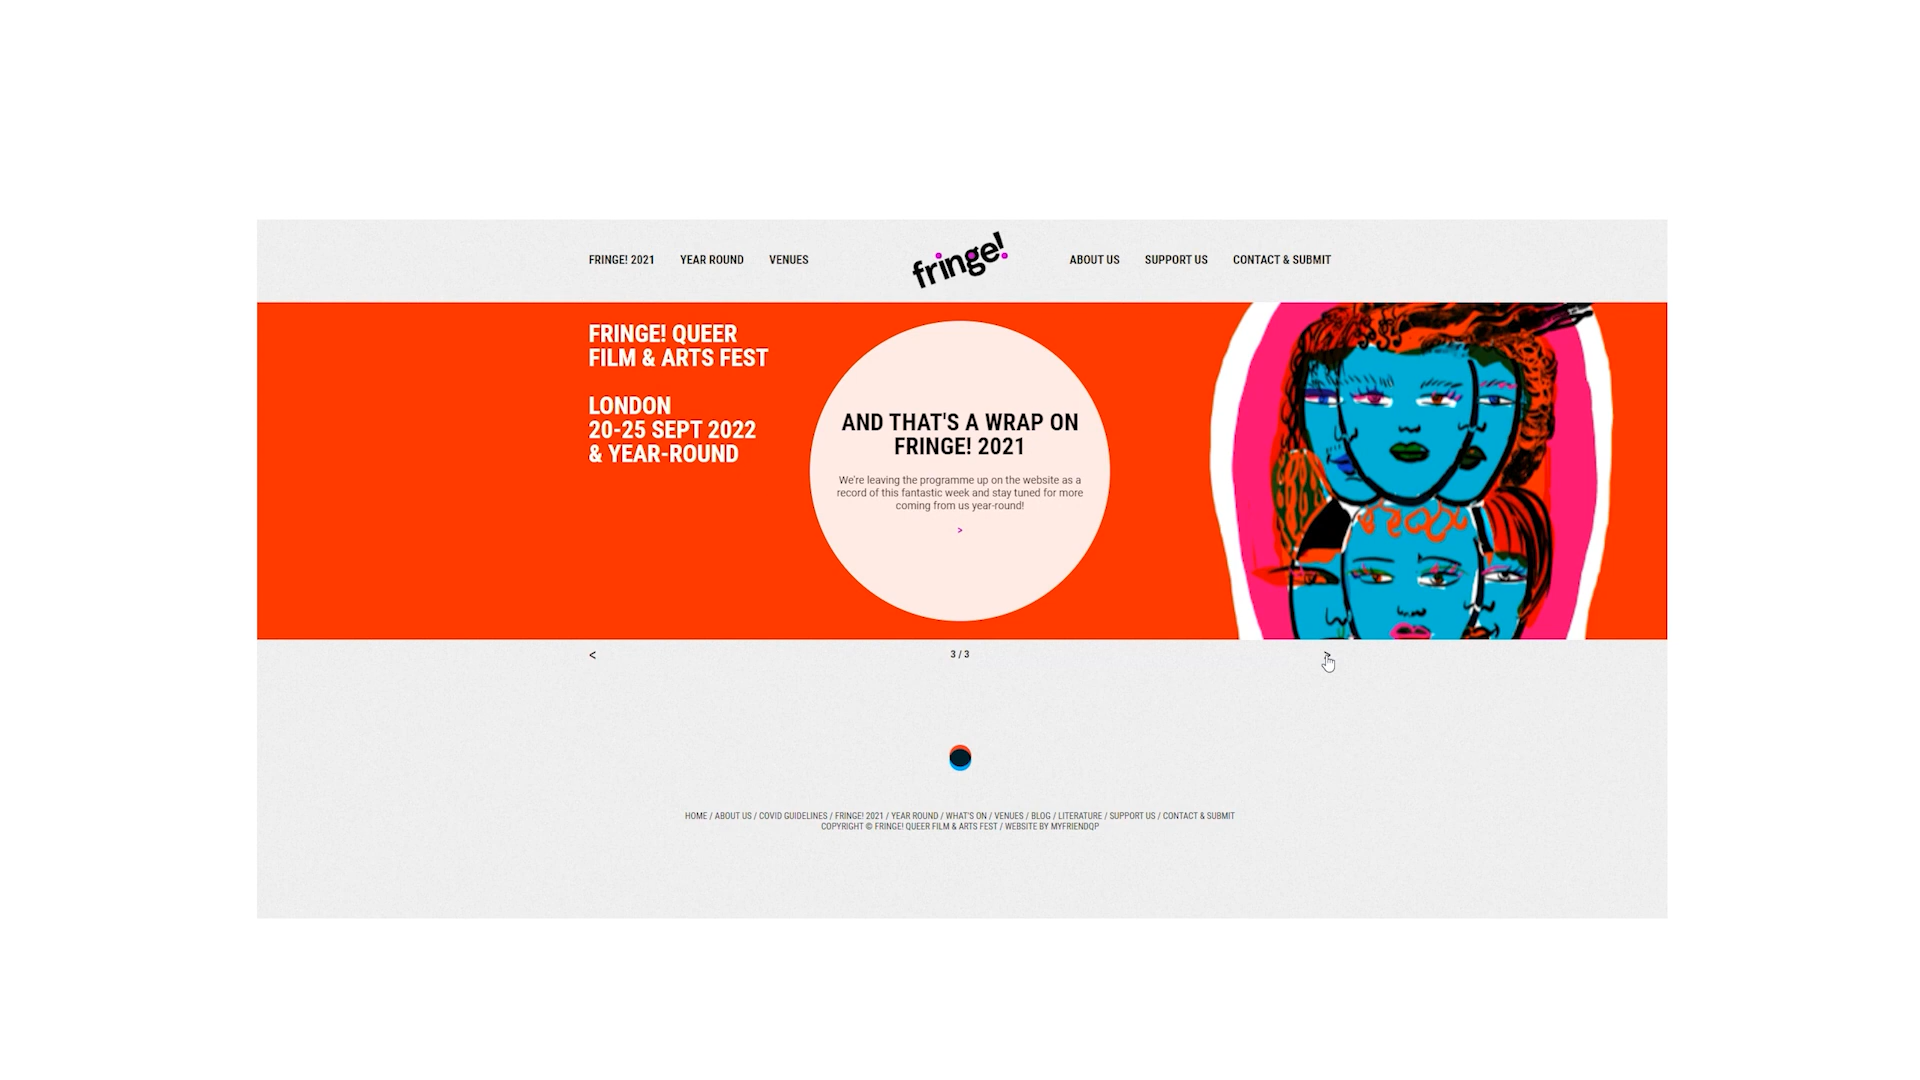 FRINGE! 2021 YEAR ROUND VENUES fringe! ABOUT US SUPPORT US CONTACT & SUBMIT
FRINGE! QUEER
FILM & ARTS FEST
LONDON
20-25 SEPT 2022
& YEAR-ROUND
AND THAT'S A WRAP ON
FRINGE! 2021
We're leaving the programme up on the website as a
record of this fantastic week and stay tuned for more
coming from us year-round!
>
< 3 / 3 >
HOME / ABOUT US / COVID GUIDELINES / FRINGE! 2021 / YEAR ROUND / WHAT'S ON / VENUES / BLOG / LITERATURE / SUPPORT US / CONTACT & SUBMIT
COPYRIGHT © FRINGE! QUEER FILM & ARTS FEST / WEBSITE BY MYFRIENDQP